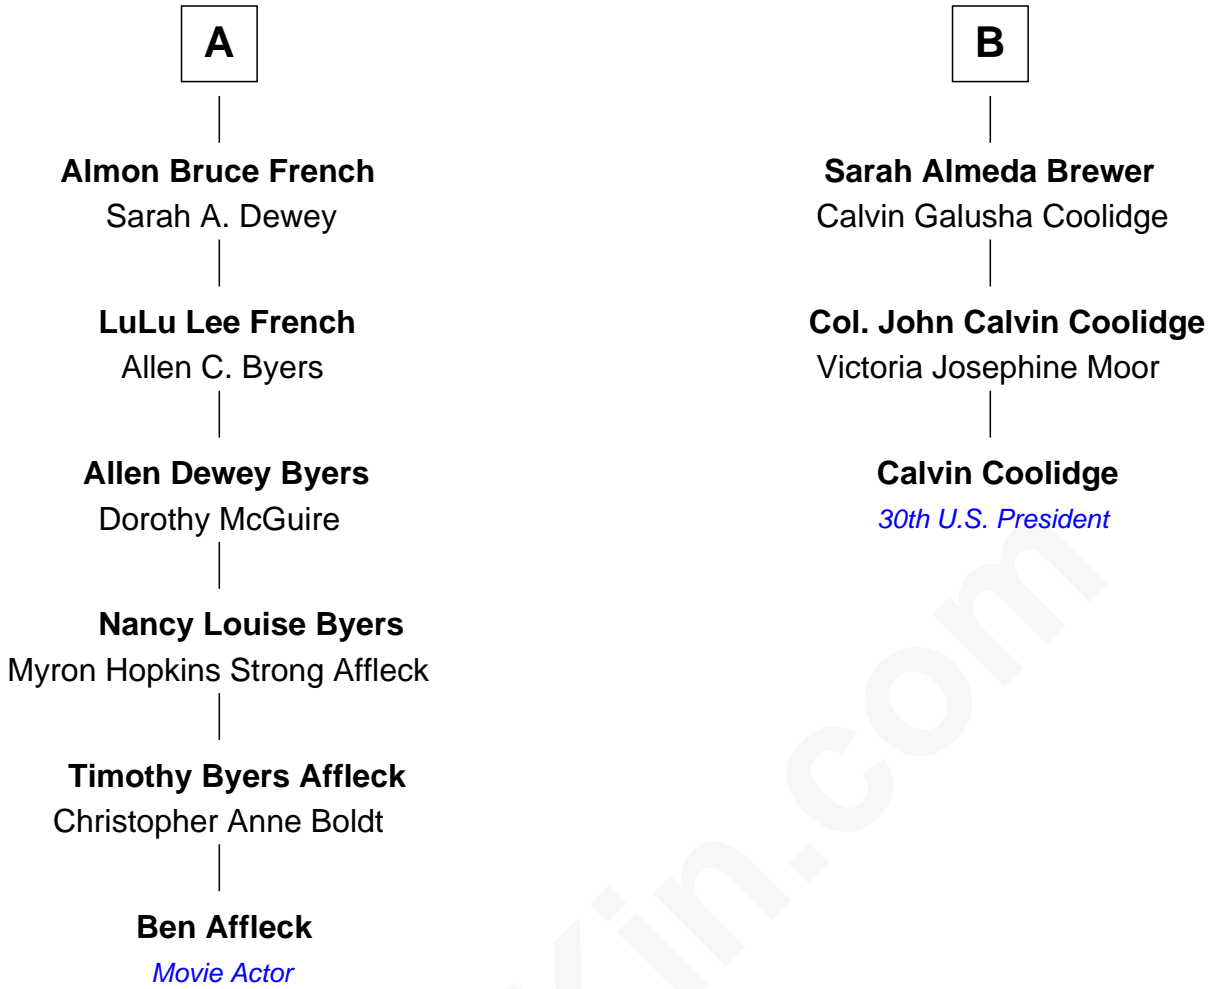 A
Almon Bruce French
Sarah A. Dewey
LuLu Lee French
Allen C. Byers
Allen Dewey Byers
Dorothy McGuire
Nancy Louise Byers
Myron Hopkins Strong Affleck
Timothy Byers Affleck
Christopher Anne Boldt
Ben Affleck
Movie Actor
B
Sarah Almeda Brewer
Calvin Galusha Coolidge
Col. John Calvin Coolidge
Victoria Josephine Moor
Calvin Coolidge
30th U.S. President
Kin.com